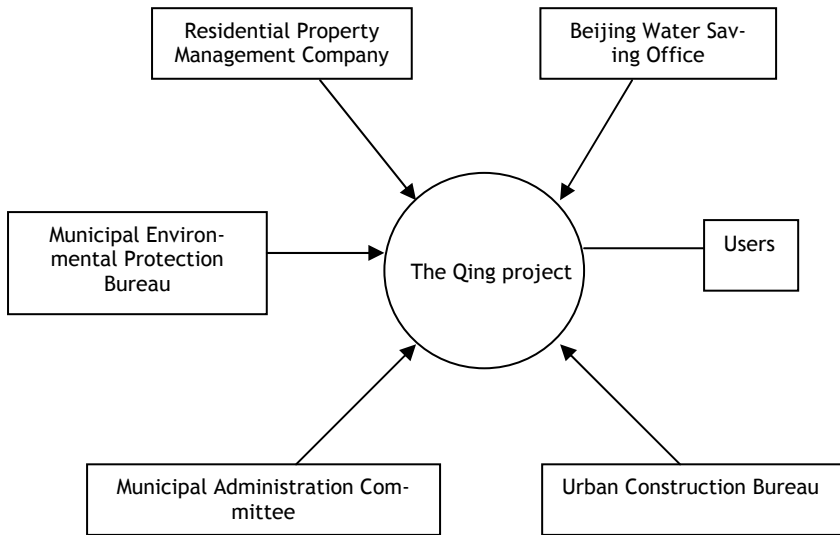 Residential Property
Management Company
Beijing Water Sav-
ing Office
Municipal Environ-
mental Protection
Bureau
The Qing project
Users
Municipal Administration Com-
mittee
Urban Construction Bureau